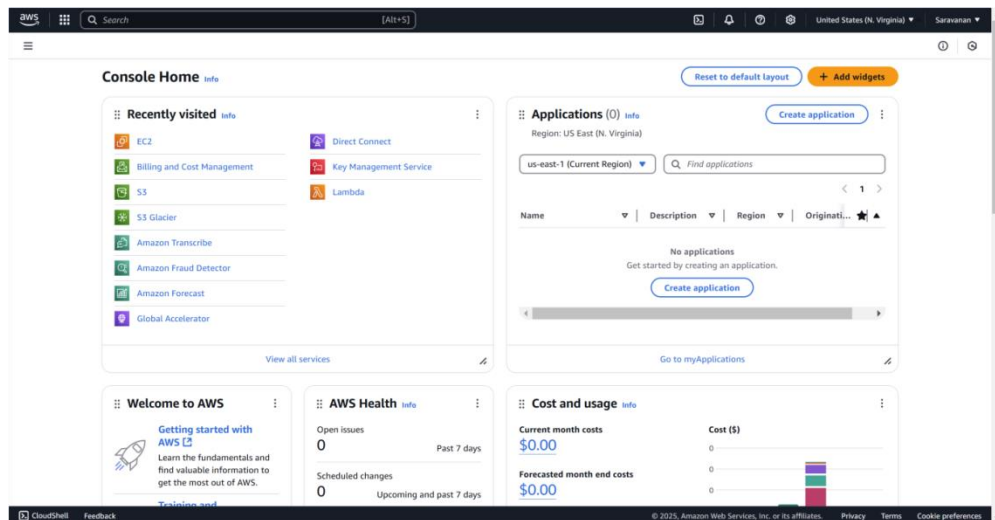 aws
Search [Alt+S]
United States (N. Virginia)
Saravanan
Console Home Info
Reset to default layout
+ Add widgets
Recently visited Info
EC2
Billing and Cost Management
S3
S3 Glacier
Amazon Transcribe
Amazon Fraud Detector
Amazon Forecast
Global Accelerator
Direct Connect
Key Management Service
Lambda
View all services
Applications (0) Info
Create application
Region: US East (N. Virginia)
us-east-1 (Current Region)
Find applications
1
Name Description Region Originati...
No applications
Get started by creating an application.
Create application
Go to myApplications
Welcome to AWS
Getting started with
AWS
Learn the fundamentals and
find valuable information to
get the most out of AWS.
Training and
AWS Health Info
Open issues
0 Past 7 days
Scheduled changes
0 Upcoming and past 7 days
Cost and usage Info
Current month costs
$0.00
Forecasted month end costs
$0.00
Cost ($)
0
0
0
CloudShell Feedback
© 2025, Amazon Web Services, Inc. or its affiliates. Privacy Terms Cookie preferences